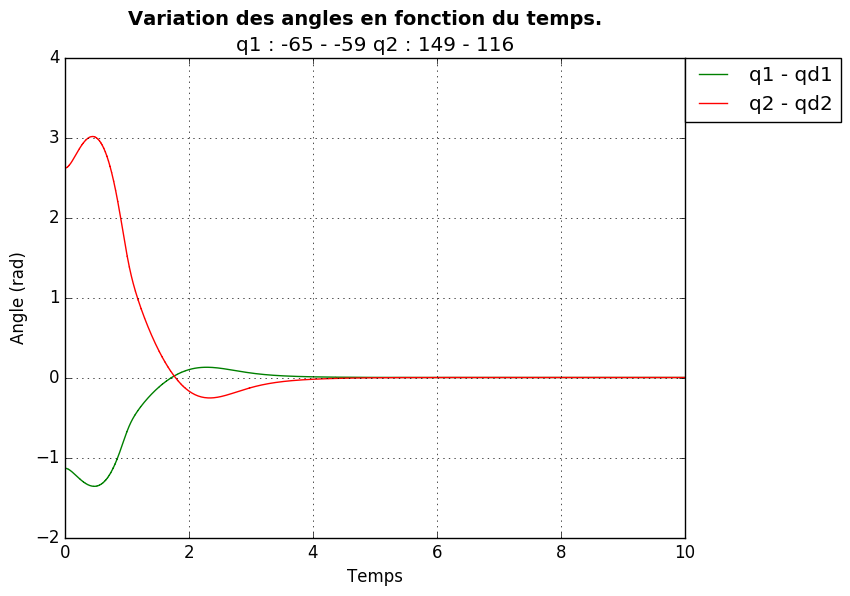 Variation des angles en fonction du temps.
q1 : -65 - -59 q2 : 149 - 116
4
3
2
1
0
−1
−2
0 2 4 6 8 10
Angle (rad)
Temps
q1 - qd1
q2 - qd2